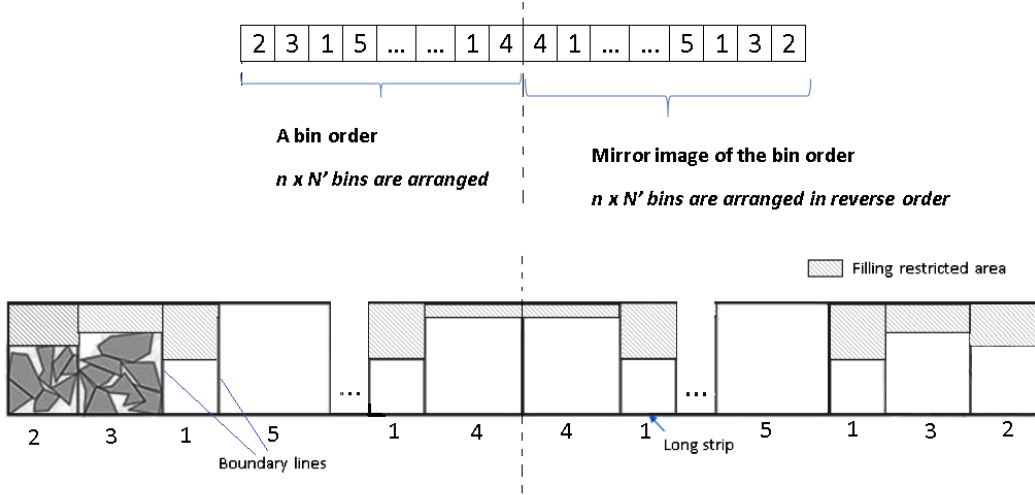 2 3 1 5 ... ... 1 4 4 1 ... ... 5 1 3 2
A bin order
n x N' bins are arranged
Mirror image of the bin order
n x N' bins are arranged in reverse order
Filling restricted area
... ...
2 3 1 5 1 4 4 1 5 1 3 2
Boundary lines
Long strip